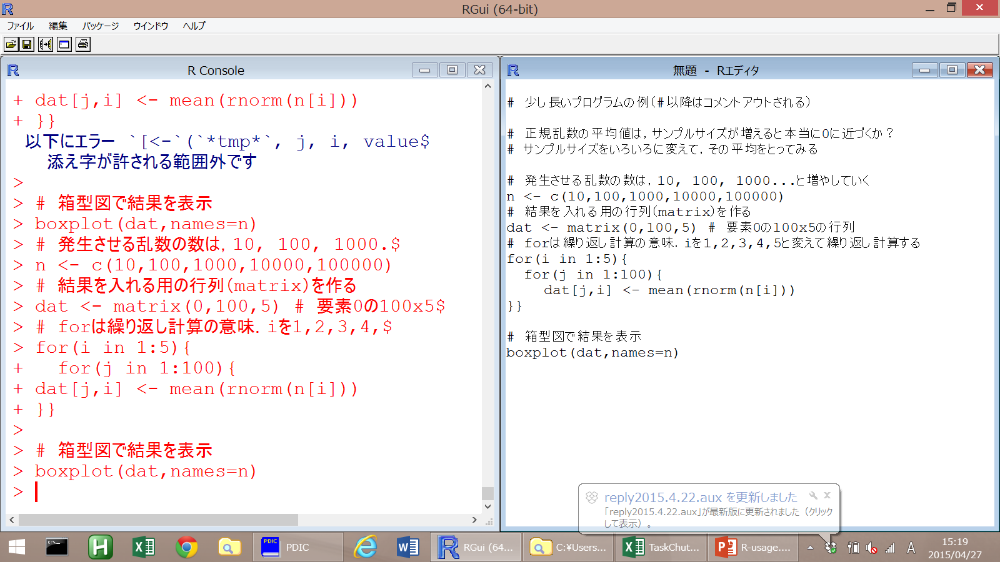 RGui (64-bit)
ファイル 編集 パッケージ ウインドウ ヘルプ
R Console
+ dat[j,i] <- mean(rnorm(n[i]))
+ }}
以下にエラー `[<-`(`*tmp*`, j, i, value$
添え字が許される範囲外です
>
> # 箱型図で結果を表示
> boxplot(dat,names=n)
> # 発生させる乱数の数は，10, 100, 1000.$
> n <- c(10,100,1000,10000,100000)
> # 結果を入れる用の行列(matrix)を作る
> dat <- matrix(0,100,5) # 要素0の100x5$
> # forは繰り返し計算の意味．iを1,2,3,4,$
> for(i in 1:5){
+   for(j in 1:100){
+ dat[j,i] <- mean(rnorm(n[i]))
+ }}
>
> # 箱型図で結果を表示
> boxplot(dat,names=n)
>
無題 - Rエディタ
# 少し長いプログラムの例(#以降はコメントアウトされる)
# 正規乱数の平均値は，サンプルサイズが増えると本当に0に近づくか？
# サンプルサイズをいろいろに変えて，その平均をとってみる
# 発生させる乱数の数は，10, 100, 1000...と増やしていく
n <- c(10,100,1000,10000,100000)
# 結果を入れる用の行列(matrix)を作る
dat <- matrix(0,100,5) # 要素0の100x5の行列
# forは繰り返し計算の意味．iを1,2,3,4,5と変えて繰り返し計算する
for(i in 1:5){
  for(j in 1:100){
    dat[j,i] <- mean(rnorm(n[i]))
}}
# 箱型図で結果を表示
boxplot(dat,names=n)
reply2015.4.22.aux を更新しました
「reply2015.4.22.aux」が最新版に更新されました（クリック
して表示）。
PDIC PDIC
RGui (64...
C:¥Users...
TaskChut...
R-usage....
A
15:19
2015/04/27